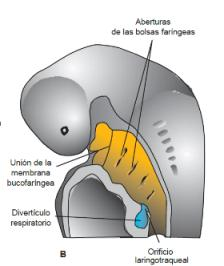 Aberturas
de las bolsas faríngeas
Unión de la
membrana
bucofaríngea
Divertículo
respiratorio
B
Orificio
laringotraqueal